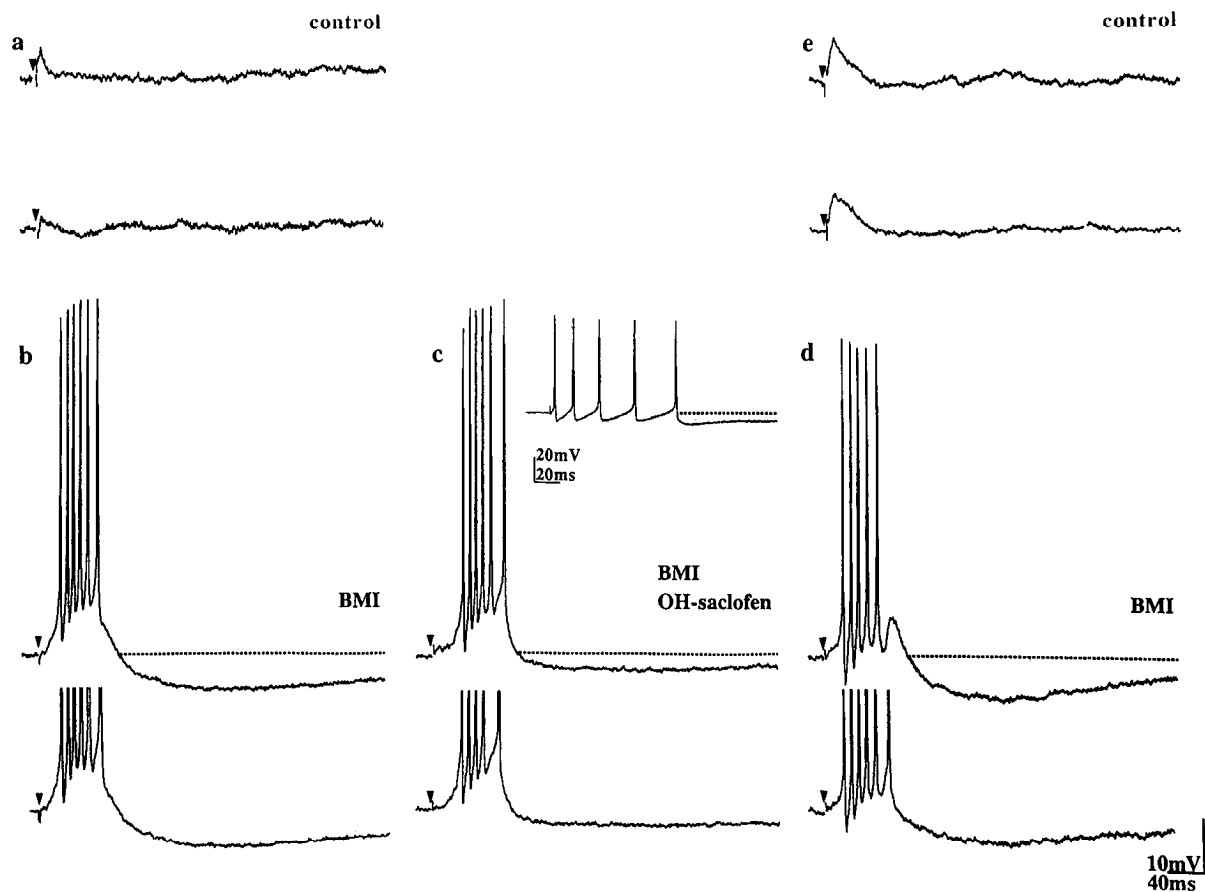 a
control
e
control
b
BMI
c
20mV
20ms
BMI
OH-saclofen
d
BMI
10mV
40ms